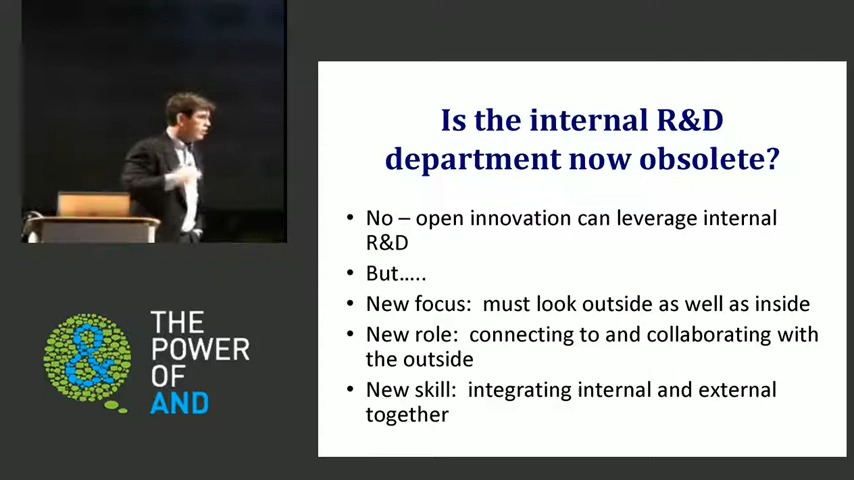 Is the internal R&D
department now obsolete?
• No – open innovation can leverage internal
R&D
• But.....
• New focus:  must look outside as well as inside
• New role:  connecting to and collaborating with
the outside
• New skill:  integrating internal and external
together
&
THE
POWER
OF
AND